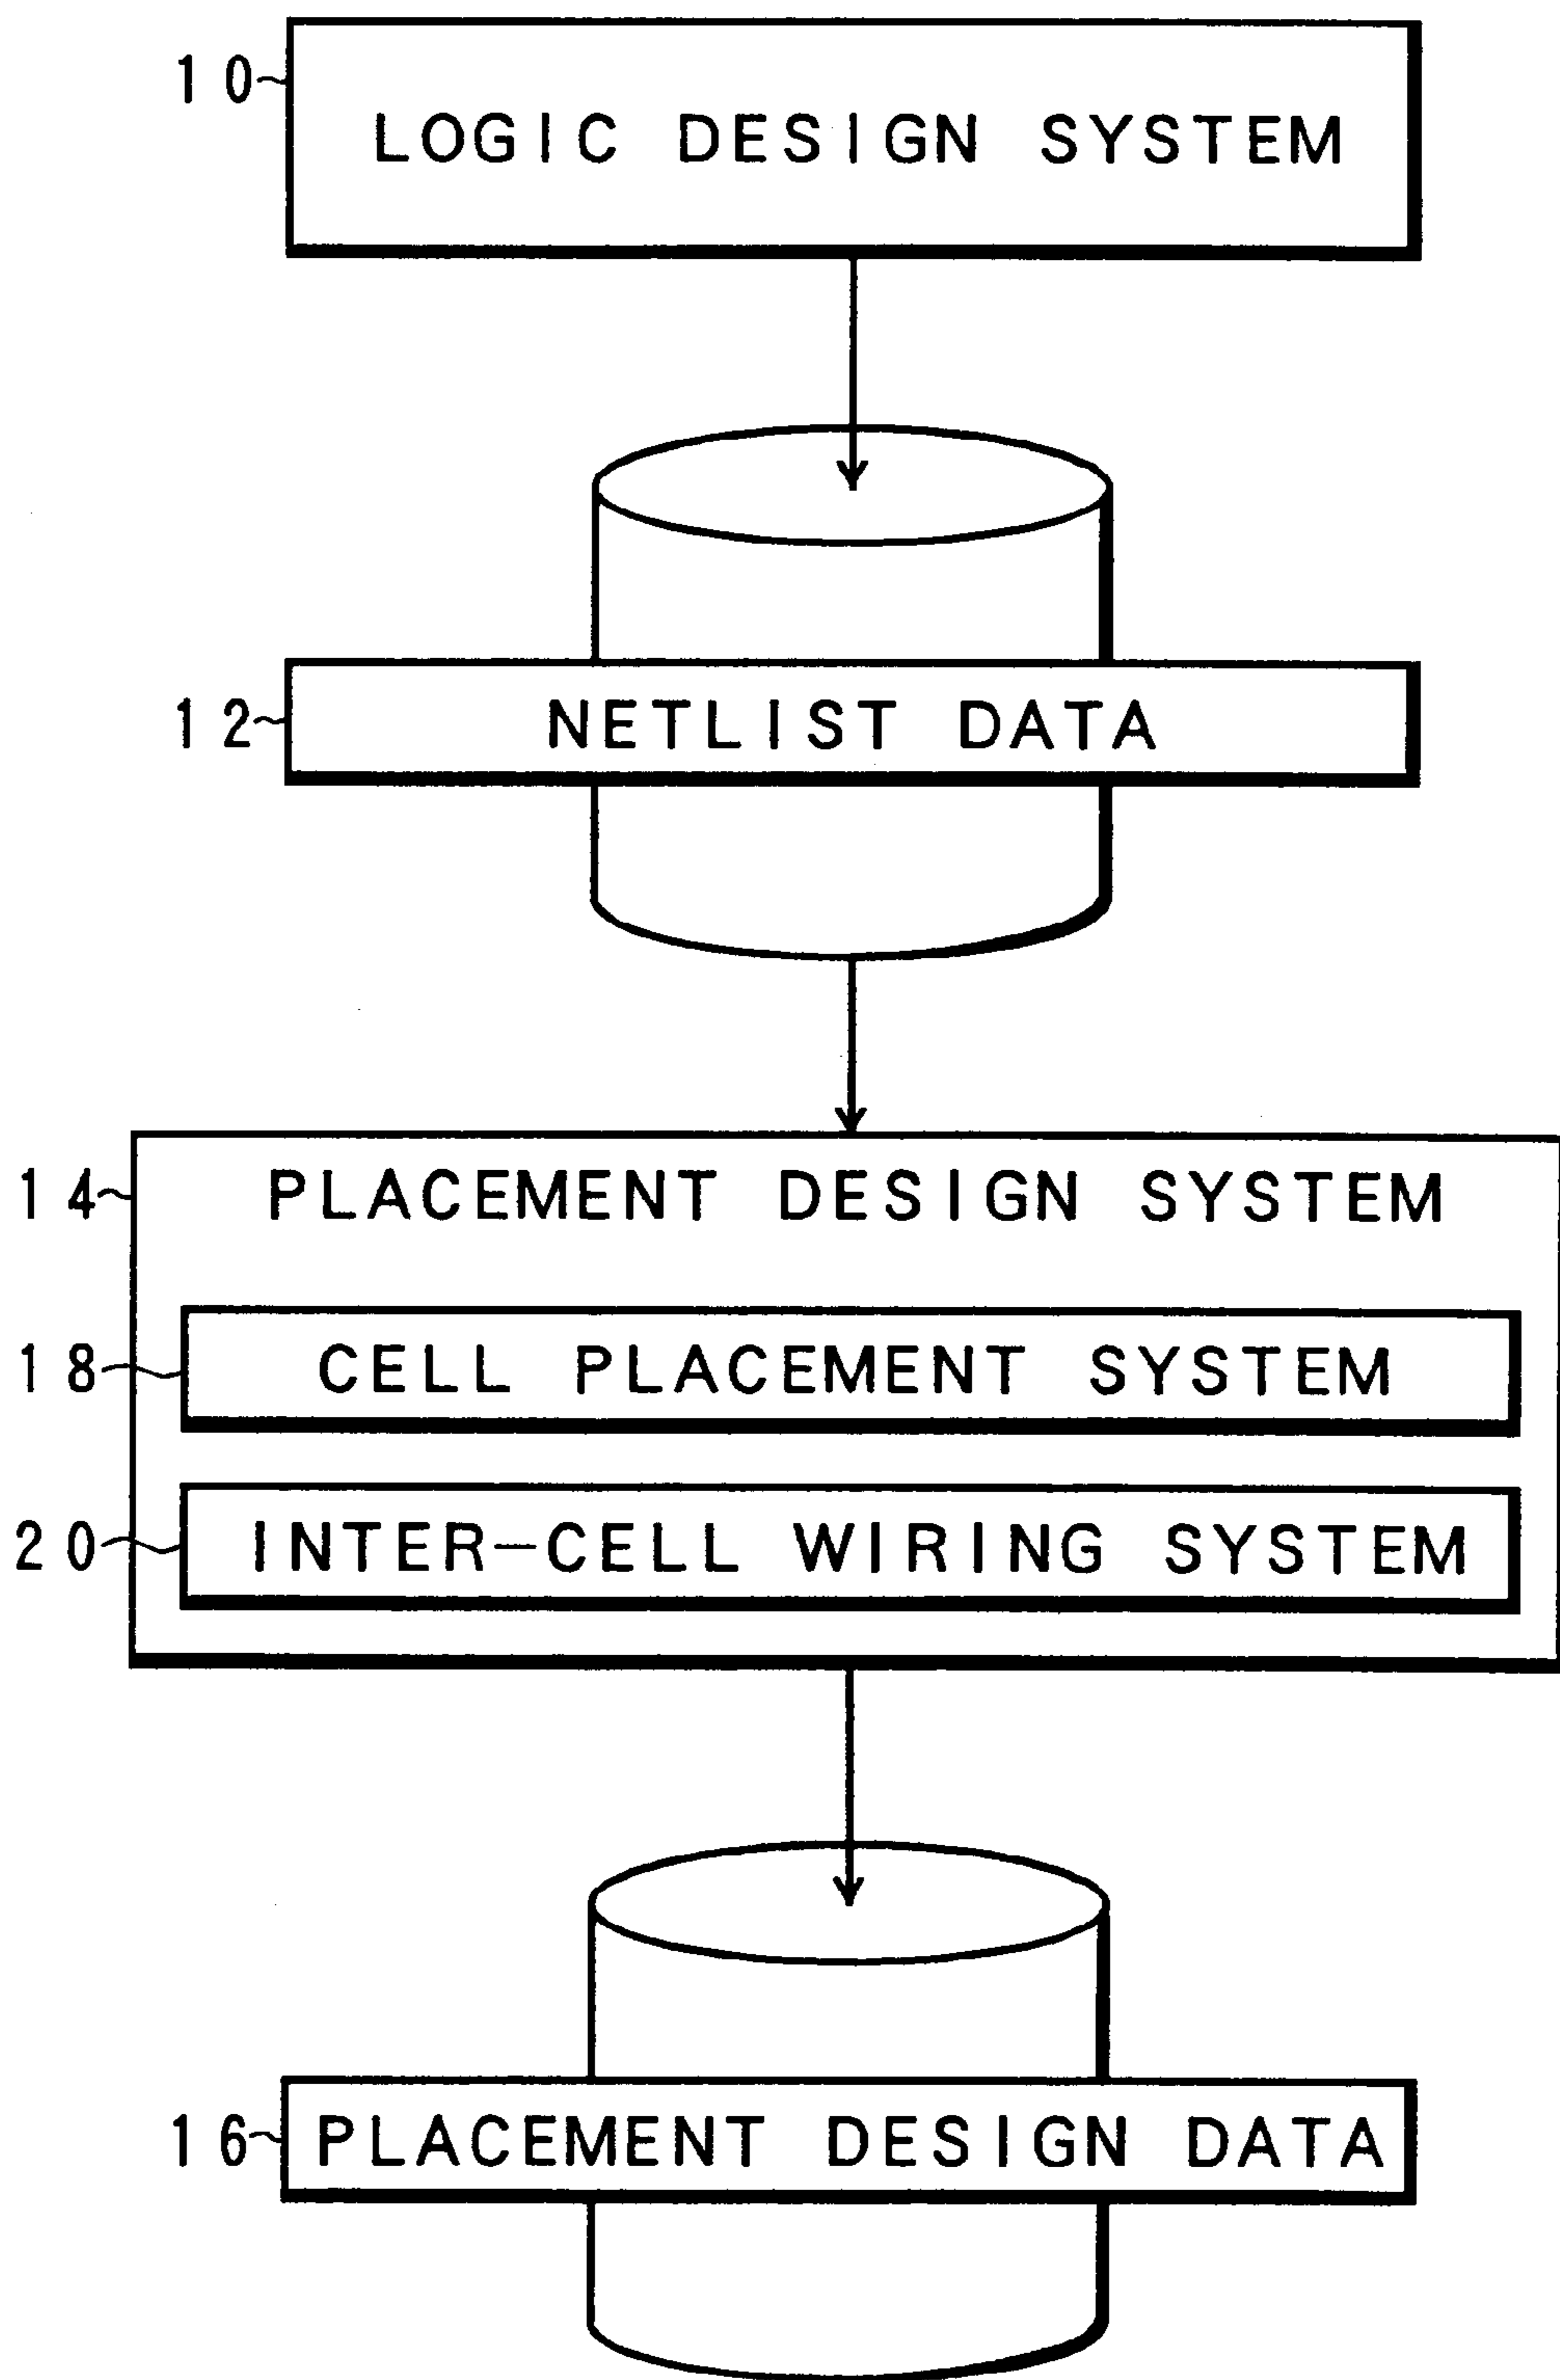 10
LOGIC DESIGN SYSTEM
12
NETLIST DATA
14
PLACEMENT DESIGN SYSTEM
18
CELL PLACEMENT SYSTEM
20
INTER-CELL WIRING SYSTEM
16
PLACEMENT DESIGN DATA